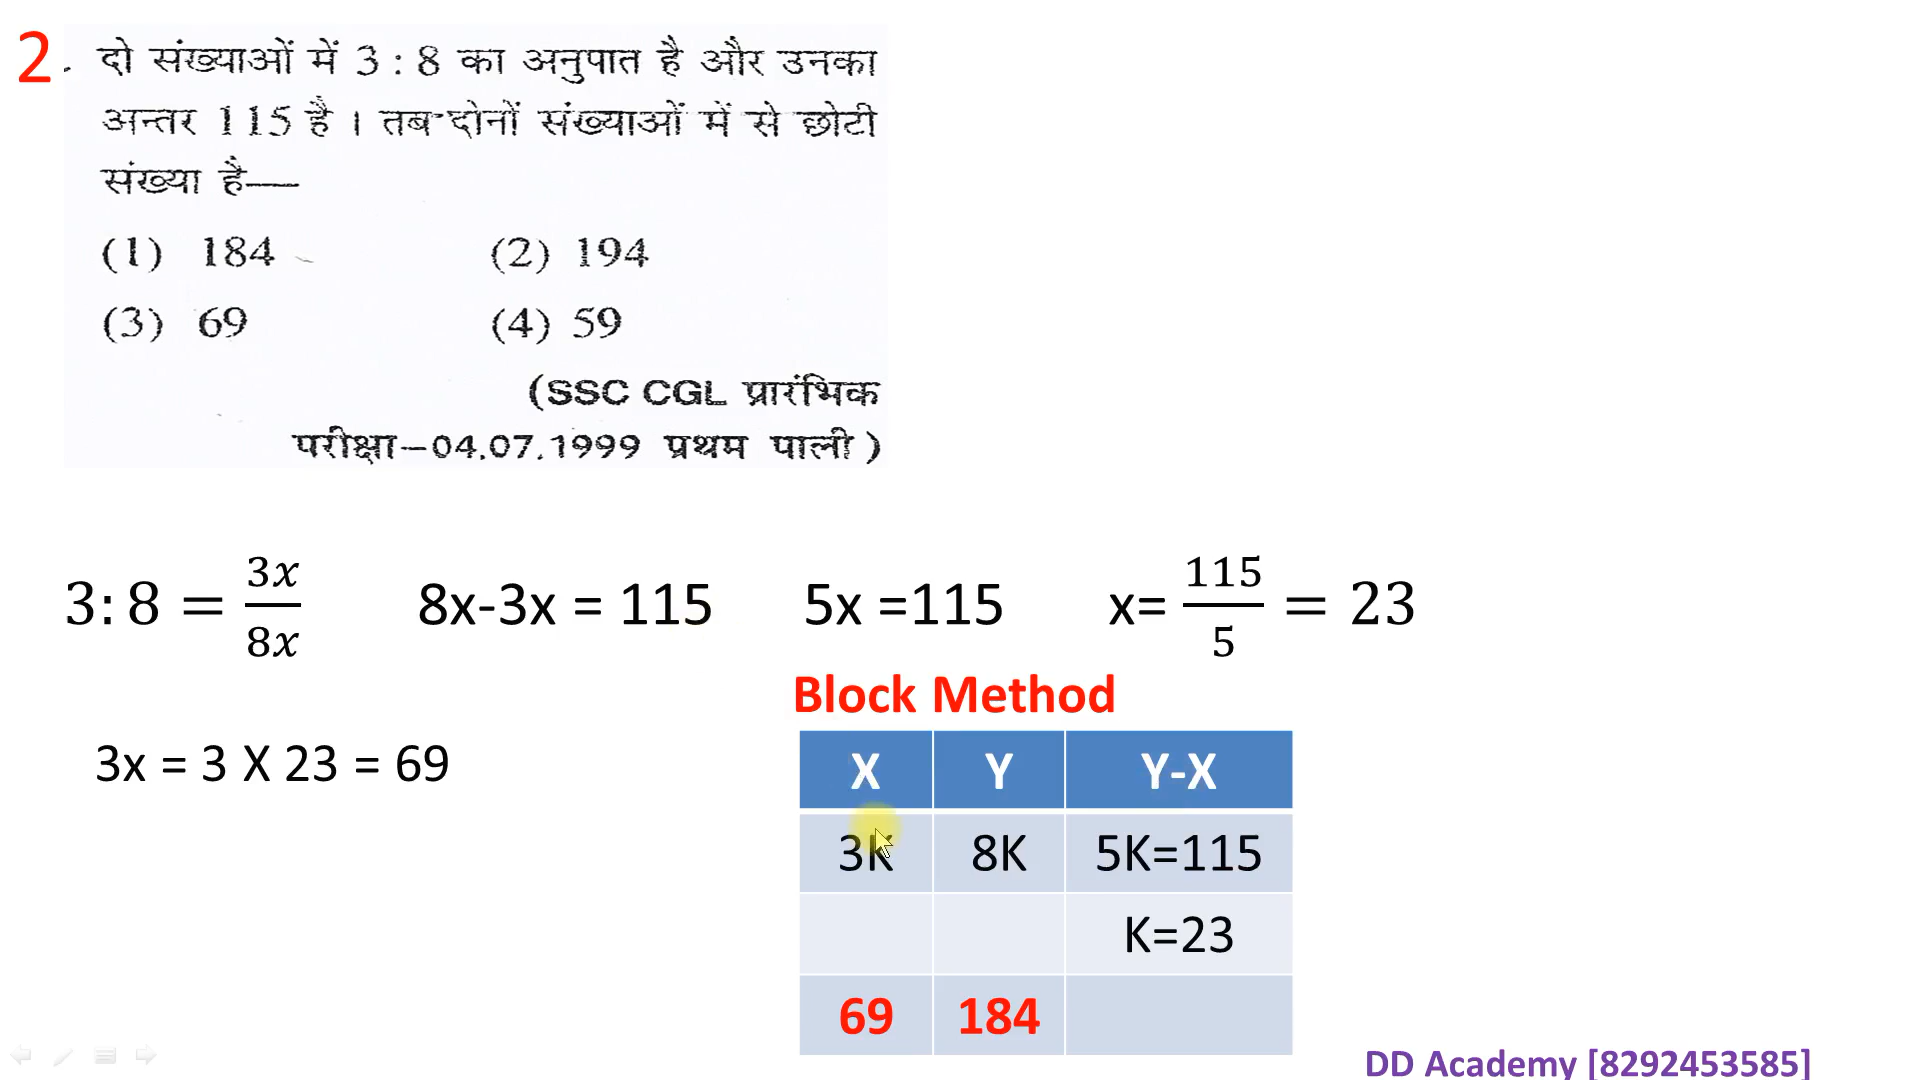 2. दो संख्याओं में 3 : 8 का अनुपात है और उनका
अन्तर 115 है । तब दोनों संख्याओं में से छोटी
संख्या है—
(1) 184 (2) 194
(3) 69 (4) 59
(SSC CGL प्रारंभिक
परीक्षा–04.07.1999 प्रथम पाली)
3:8 = 3x/8x 8x-3x = 115 5x =115 x= 115/5 = 23
3x = 3 X 23 = 69
Block Method
X Y Y-X
3K 8K 5K=115
K=23
69 184
DD Academy [8292453585]